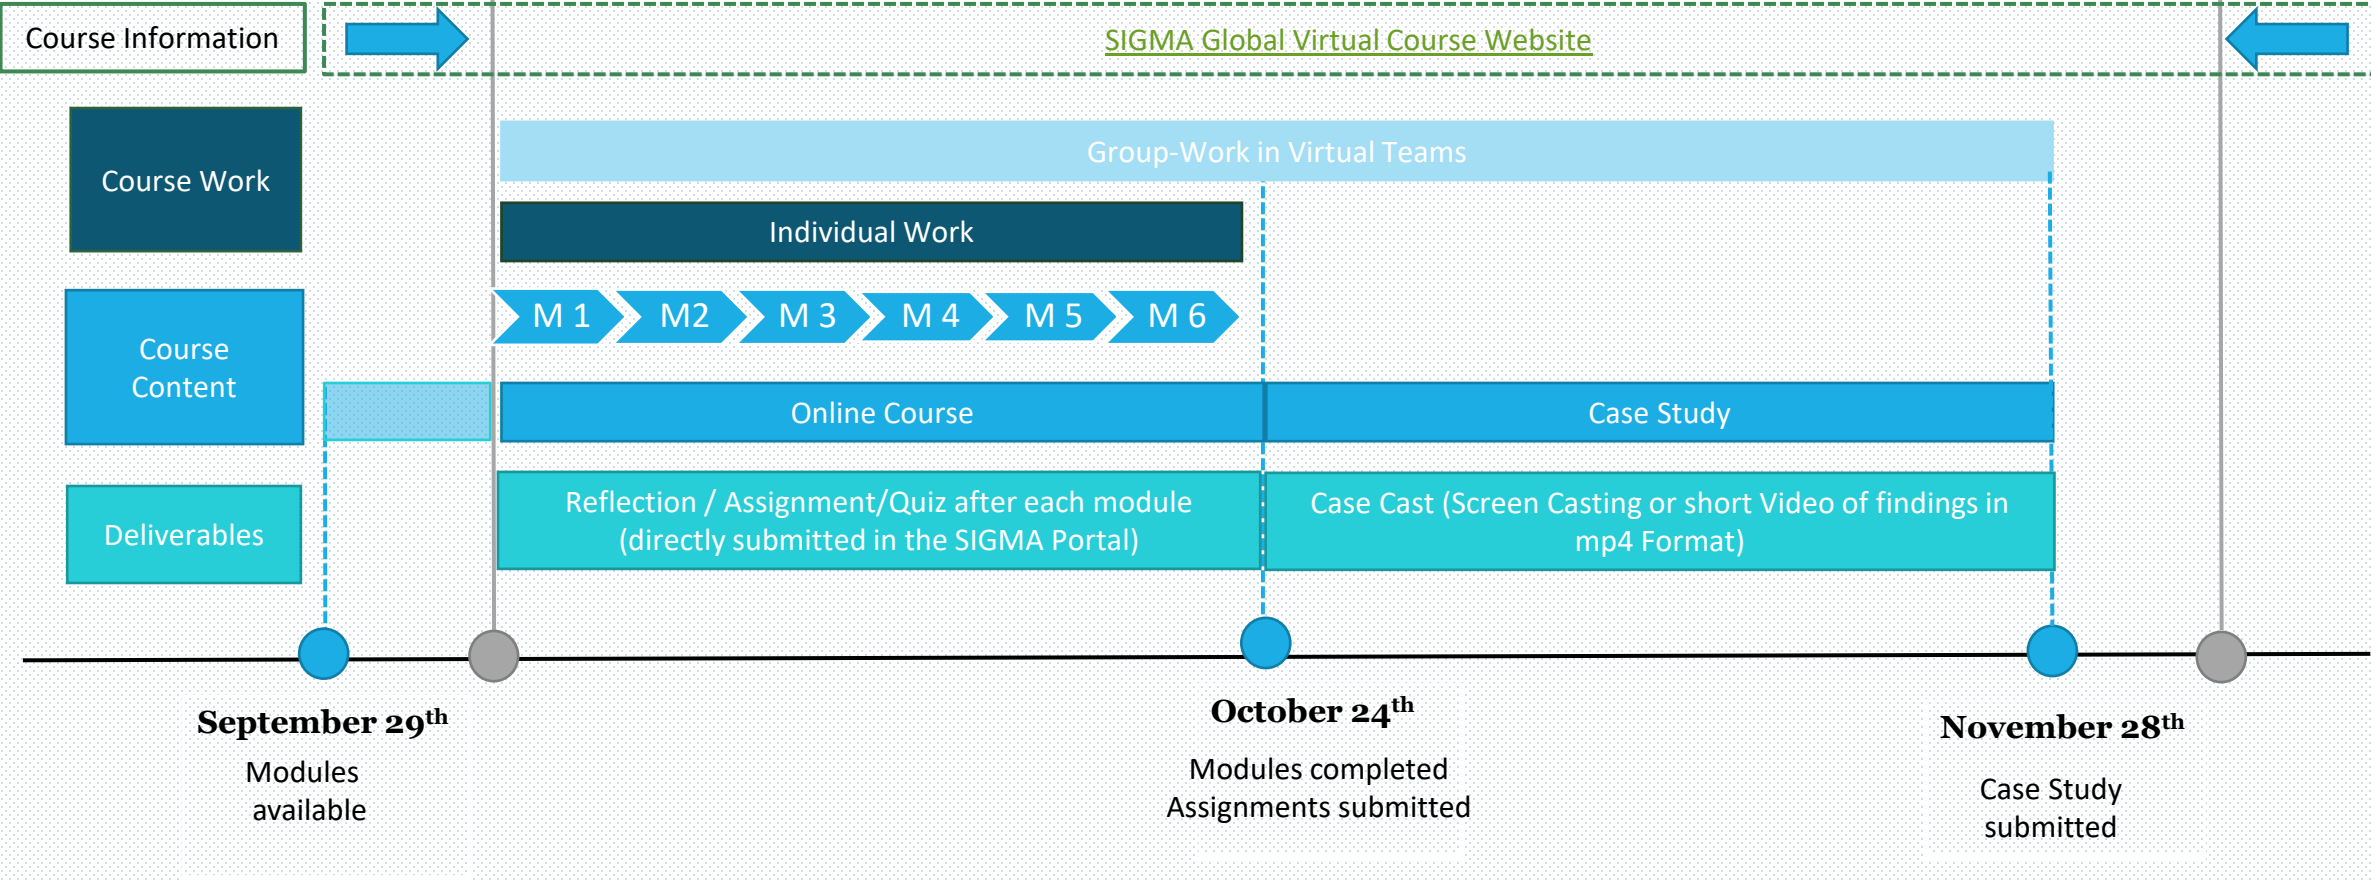 Course Information
SIGMA Global Virtual Course Website
Course Work
Group-Work in Virtual Teams
Individual Work
Course
Content
M 1
M2
M 3
M 4
M 5
M 6
Online Course
Case Study
Deliverables
Reflection / Assignment/Quiz after each module
(directly submitted in the SIGMA Portal)
Case Cast (Screen Casting or short Video of findings in
mp4 Format)
September 29th
Modules
available
October 24th
Modules completed
Assignments submitted
November 28th
Case Study
submitted